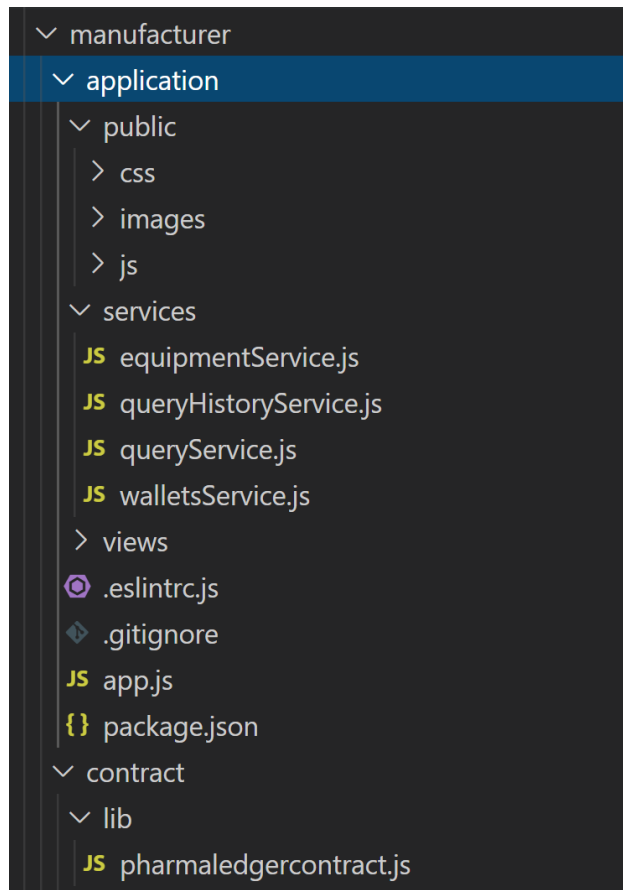 manufacturer
application
public
css
images
js
services
JS equipmentService.js
JS queryHistoryService.js
JS queryService.js
JS walletsService.js
views
.eslintrc.js
.gitignore
JS app.js
{} package.json
contract
lib
JS pharmaledgercontract.js